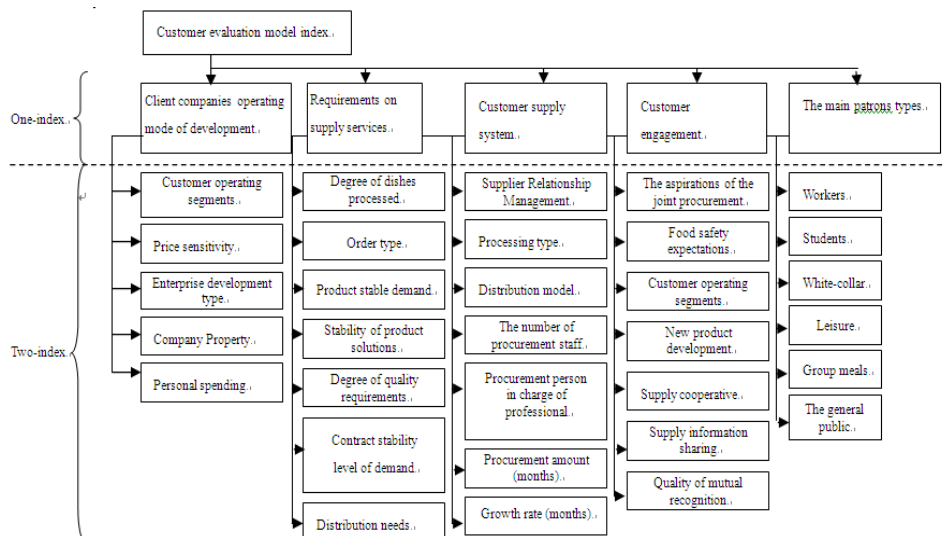 Customer evaluation model index.
One-index.
Client companies operating
mode of development.
Requirements on
supply services.
Customer supply
system.
Customer
engagement.
The main patrons types.
Two-index.
Customer operating
segments.
Price sensitivity.
Enterprise development
type.
Company Property.
Personal spending.
Degree of dishes
processed.
Order type.
Product stable demand.
Stability of product
solutions.
Degree of quality
requirements.
Contract stability
level of demand.
Distribution needs.
Supplier Relationship
Management.
Processing type.
Distribution model.
The number of
procurement staff.
Procurement person
in charge of
professional.
Procurement amount
(months).
Growth rate (months).
The aspirations of the
joint procurement.
Food safety
expectations.
Customer operating
segments.
New product
development.
Supply cooperative.
Supply information
sharing.
Quality of mutual
recognition.
Workers.
Students.
White-collar.
Leisure.
Group meals.
The general
public.